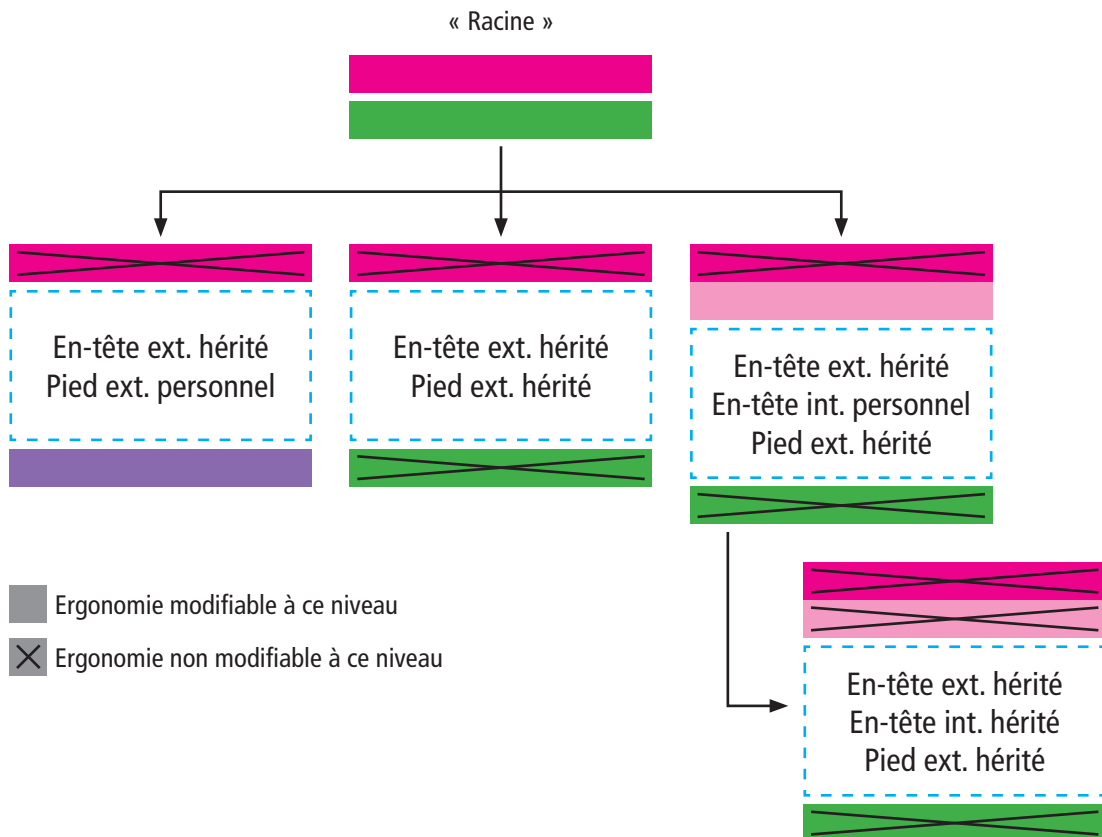 « Racine »
En-tête ext. hérité
Pied ext. personnel
En-tête ext. hérité
Pied ext. hérité
En-tête ext. hérité
En-tête int. personnel
Pied ext. hérité
Ergonomie modifiable à ce niveau
Ergonomie non modifiable à ce niveau
En-tête ext. hérité
En-tête int. hérité
Pied ext. hérité